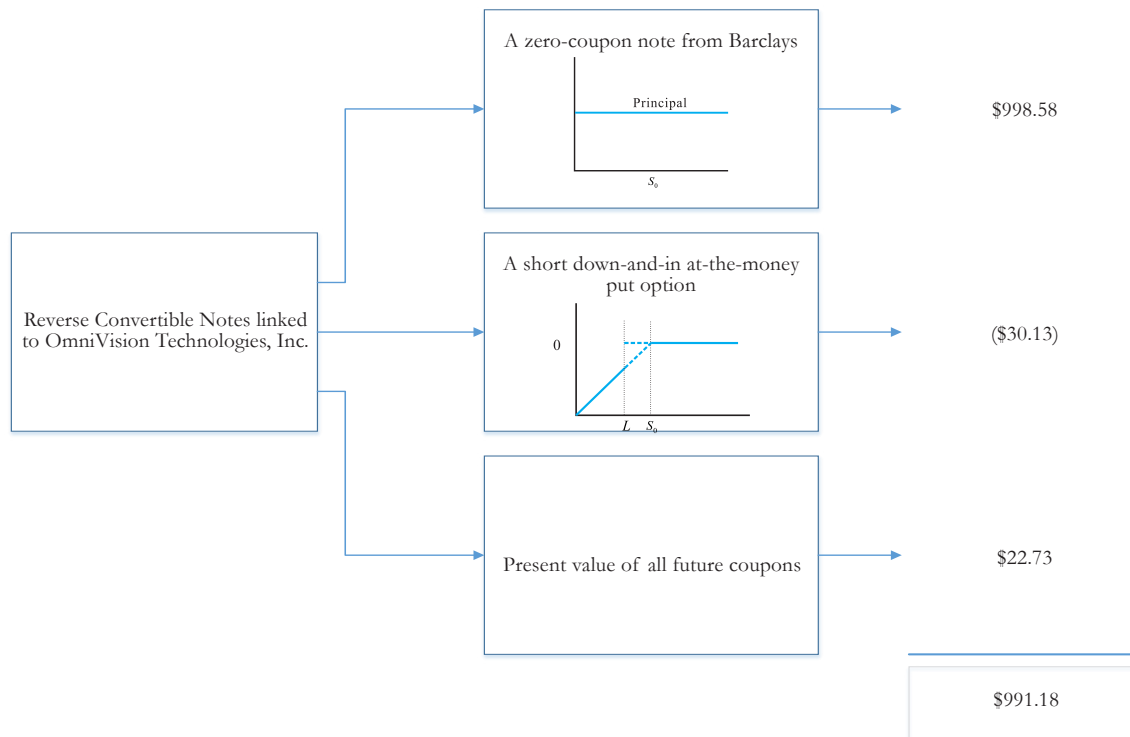 A zero-coupon note from Barclays
Principal
S₀
$998.58
Reverse Convertible Notes linked
to OmniVision Technologies, Inc.
A short down-and-in at-the-money
put option
0
L S₀
($30.13)
Present value of all future coupons
$22.73
$991.18